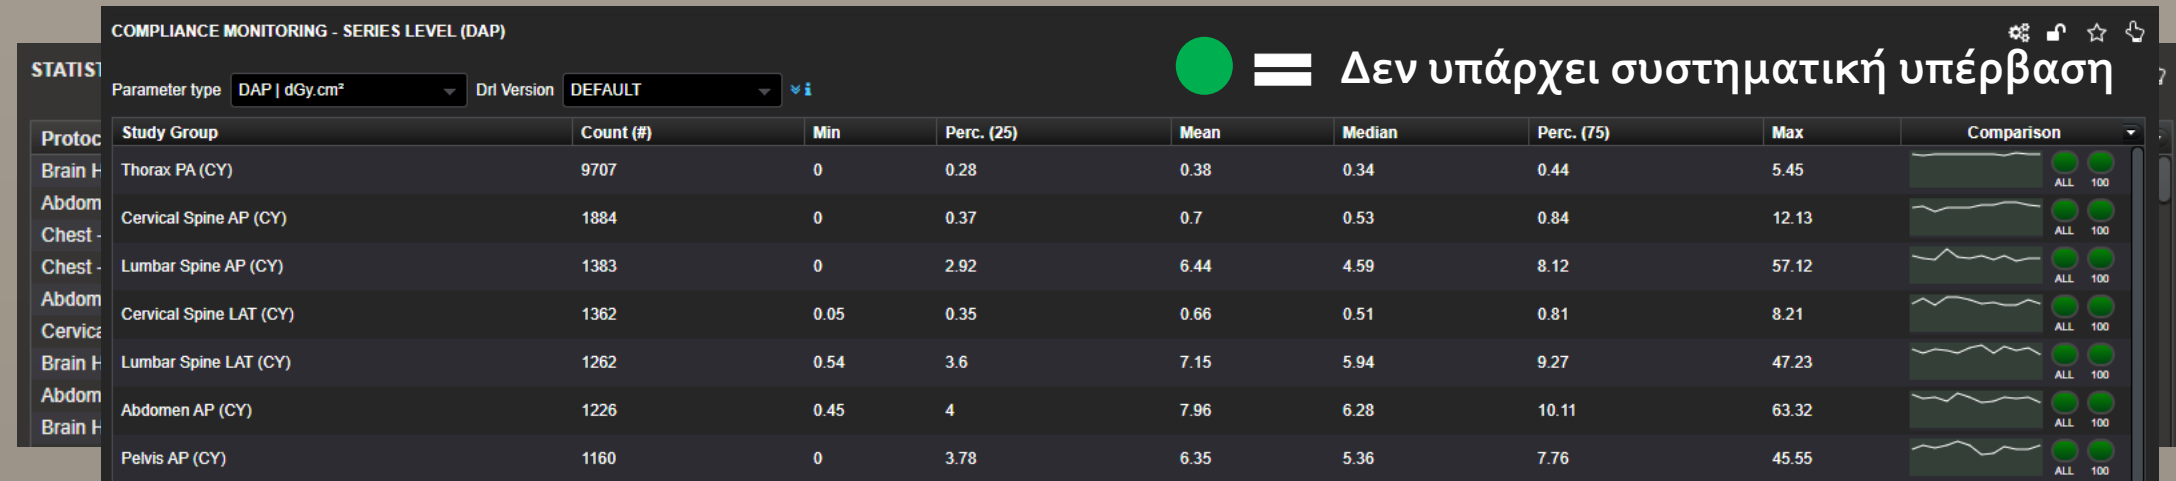 COMPLIANCE MONITORING - SERIES LEVEL (DAP)
Δεν υπάρχει συστηματική υπέρβαση
Parameter type DAP | dGy.cm² Drl Version DEFAULT
Study Group Count (#) Min Perc. (25) Mean Median Perc. (75) Max Comparison
Thorax PA (CY) 9707 0 0.28 0.38 0.34 0.44 5.45 ALL 100
Cervical Spine AP (CY) 1884 0 0.37 0.7 0.53 0.84 12.13 ALL 100
Lumbar Spine AP (CY) 1383 0 2.92 6.44 4.59 8.12 57.12 ALL 100
Cervical Spine LAT (CY) 1362 0.05 0.35 0.66 0.51 0.81 8.21 ALL 100
Lumbar Spine LAT (CY) 1262 0.54 3.6 7.15 5.94 9.27 47.23 ALL 100
Abdomen AP (CY) 1226 0.45 4 7.96 6.28 10.11 63.32 ALL 100
Pelvis AP (CY) 1160 0 3.78 6.35 5.36 7.76 45.55 ALL 100
STATIST
Protoc
Brain H
Abdom
Chest -
Chest -
Abdom
Cervica
Brain H
Abdom
Brain H